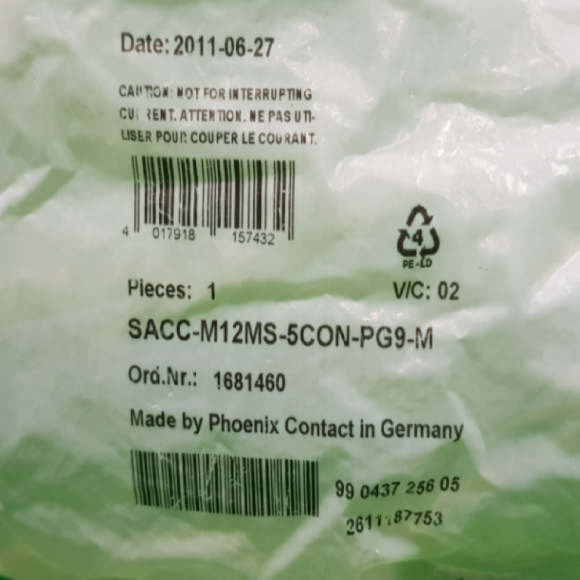 Date: 2011-06-27
CAUTION: NOT FOR INTERRUPTING
CURRENT. ATTENTION. NE PAS UTI-
LISER POUR COUPER LE COURANT.
4 017918 157432
4
PE-LD
Pieces: 1 V/C: 02
SACC-M12MS-5CON-PG9-M
Ord.Nr.: 1681460
Made by Phoenix Contact in Germany
99 0437 256 05